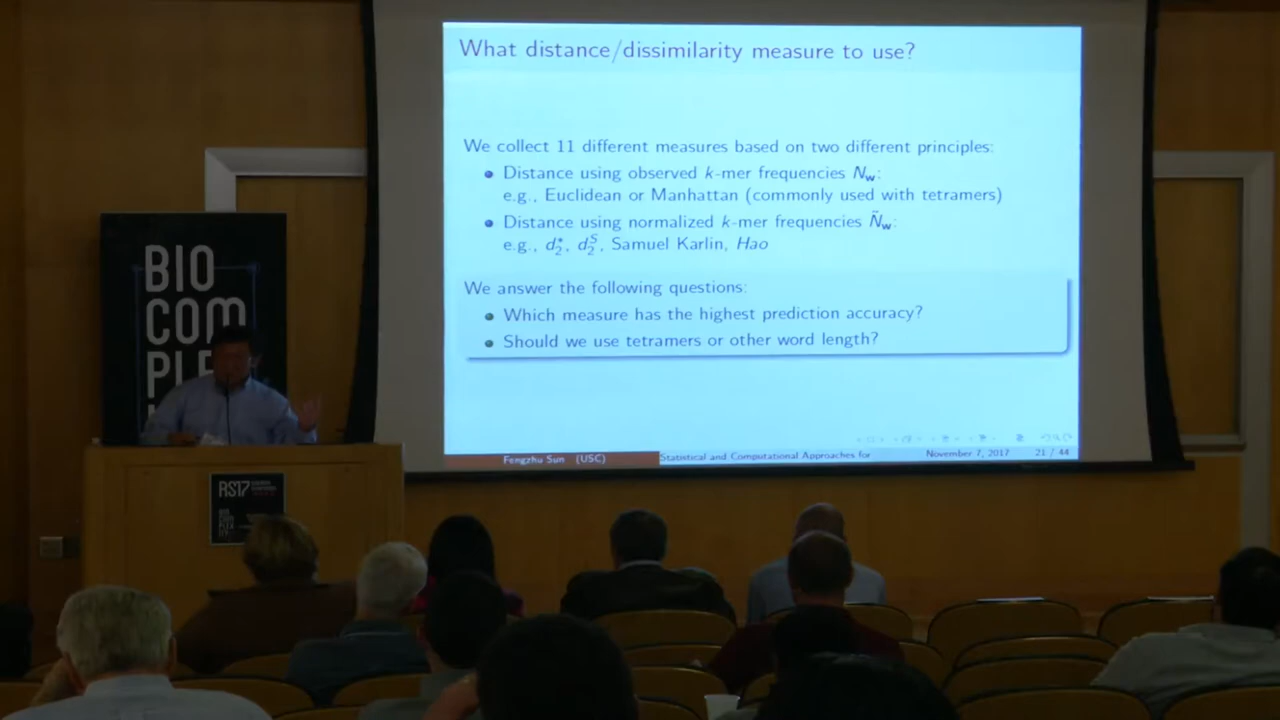 What distance/dissimilarity measure to use?
We collect 11 different measures based on two different principles:
Distance using observed k-mer frequencies N_w:
e.g., Euclidean or Manhattan (commonly used with tetramers)
Distance using normalized k-mer frequencies Ñ_w:
e.g., d₂*, d₂ˢ, Samuel Karlin, Hao
We answer the following questions:
Which measure has the highest prediction accuracy?
Should we use tetramers or other word length?
Fengzhu Sun (USC) Statistical and Computational Approaches for November 7, 2017 21 / 44
BIO
COM
PLE
RS17